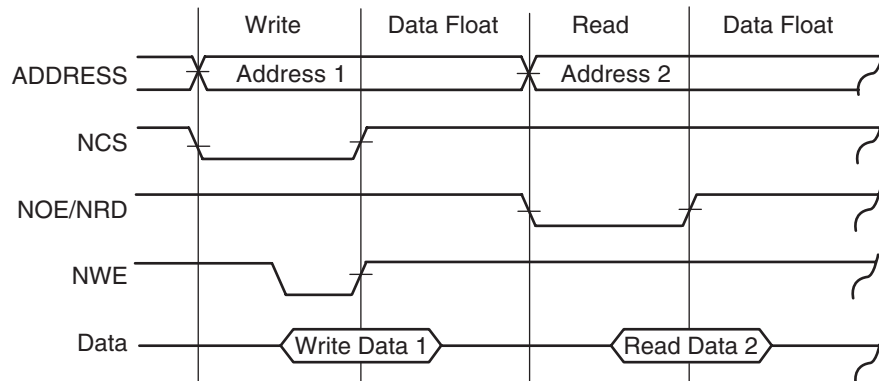 Write Data Float Read Data Float
ADDRESS Address 1 Address 2
NCS
NOE/NRD
NWE
Data Write Data 1 Read Data 2